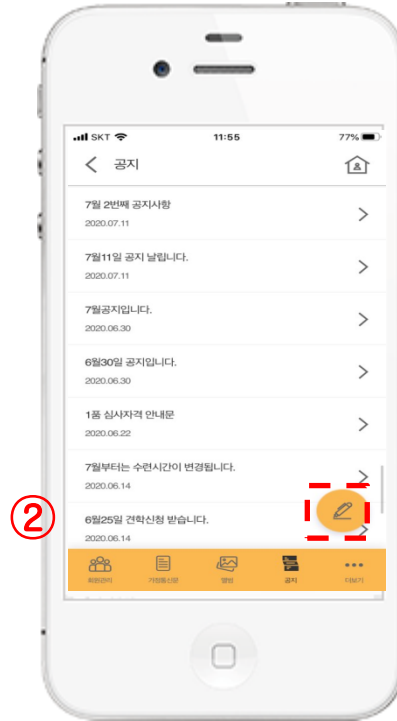 SKT 11:55 77%
공지
7월 2번째 공지사항
2020.07.11
7월11일 공지 날립니다.
2020.07.11
7월공지입니다.
2020.06.30
6월30일 공지입니다.
2020.06.30
1품 심사자격 안내문
2020.06.22
7월부터는 수련시간이 변경됩니다.
2020.06.14
②
6월25일 견학신청 받습니다.
2020.06.14
회원관리 가정통신문 앨범 공지 더보기